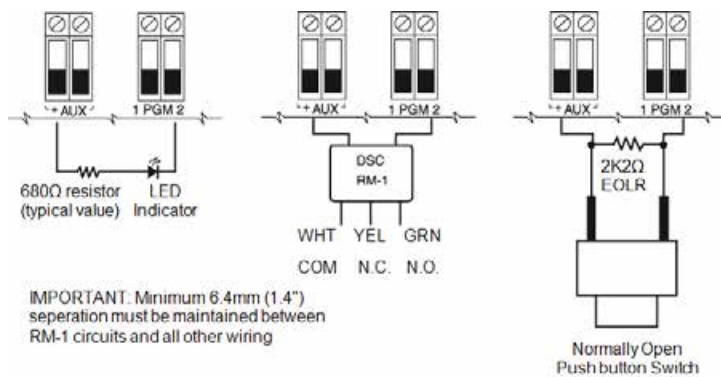 + AUX
1 PGM 2
680Ω resistor
(typical value)
LED
Indicator
+ AUX
1 PGM 2
DSC
RM-1
WHT YEL GRN
COM N.C. N.O.
IMPORTANT: Minimum 6.4mm (1.4")
seperation must be maintained between
RM-1 circuits and all other wiring
+ AUX
1 PGM 2
2K2Ω
EOLR
Normally Open
Push button Switch